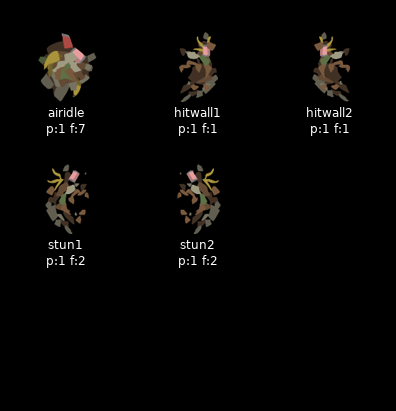 airidle
p:1 f:7
hitwall1
p:1 f:1
hitwall2
p:1 f:1
stun1
p:1 f:2
stun2
p:1 f:2